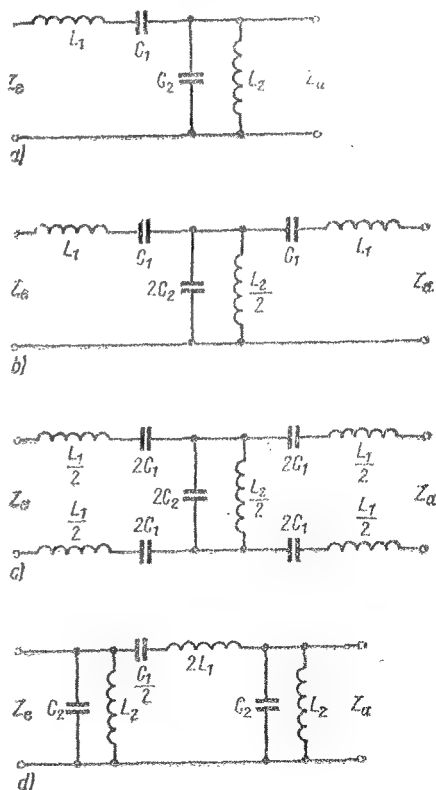 L₁ C₁
Zₑ C₂ L₂ Zₐ
a)
L₁ C₁ C₁ L₁
Zₑ 2C₂ L₂/2 Zₐ
b)
L₁/2 2C₁ 2C₁ L₁/2
Zₑ 2C₂ L₂/2 Zₐ
L₁/2 2C₁ 2C₁ L₁/2
c)
C₁/2 2L₁
Zₑ C₂ L₂ C₂ L₂ Zₐ
d)